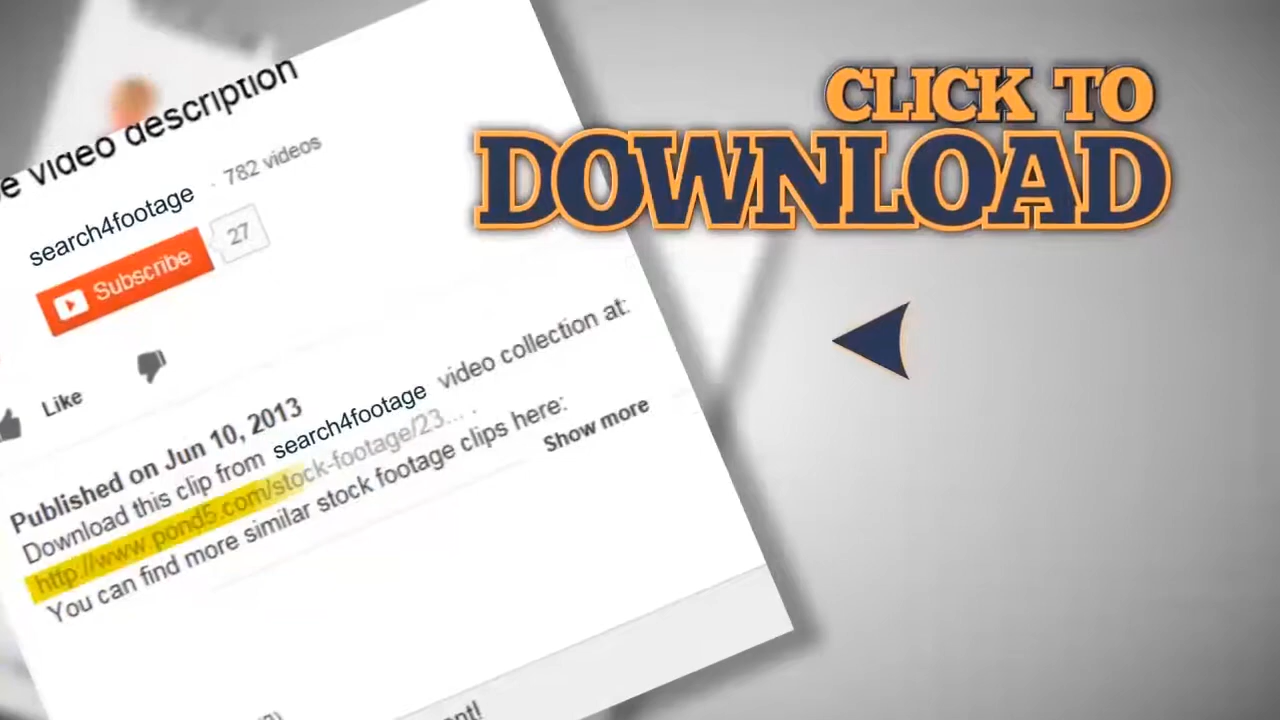 CLICK TO
DOWNLOAD
e video description
search4footage · 782 videos
Subscribe 27
Like
Published on Jun 10, 2013
Download this clip from search4footage video collection at:
http://www.pond5.com/stock-footage/23... .
You can find more similar stock footage clips here:
Show more